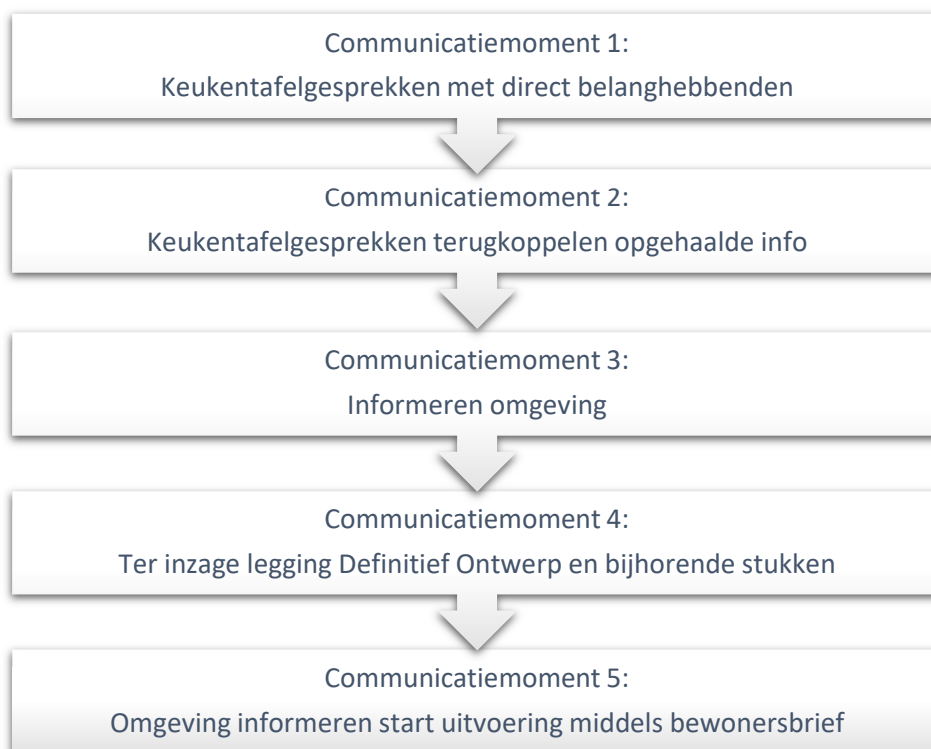 Communicatiemoment 1:
Keukentafelgesprekken met direct belanghebbenden
Communicatiemoment 2:
Keukentafelgesprekken terugkoppelen opgehaalde info
Communicatiemoment 3:
Informeren omgeving
Communicatiemoment 4:
Ter inzage legging Definitief Ontwerp en bijhorende stukken
Communicatiemoment 5:
Omgeving informeren start uitvoering middels bewonersbrief